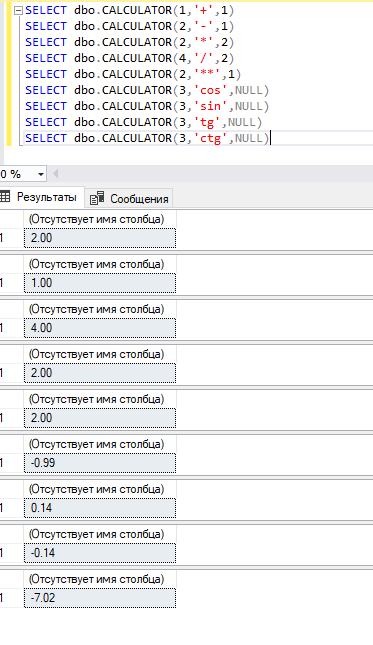 SELECT dbo.CALCULATOR(1,'+',1)
SELECT dbo.CALCULATOR(2,'-',1)
SELECT dbo.CALCULATOR(2,'*',2)
SELECT dbo.CALCULATOR(4,'/',2)
SELECT dbo.CALCULATOR(2,'**',1)
SELECT dbo.CALCULATOR(3,'cos',NULL)
SELECT dbo.CALCULATOR(3,'sin',NULL)
SELECT dbo.CALCULATOR(3,'tg',NULL)
SELECT dbo.CALCULATOR(3,'ctg',NULL)
0 %
Результаты Сообщения
(Отсутствует имя столбца)
1 2.00
(Отсутствует имя столбца)
1 1.00
(Отсутствует имя столбца)
1 4.00
(Отсутствует имя столбца)
1 2.00
(Отсутствует имя столбца)
1 2.00
(Отсутствует имя столбца)
1 -0.99
(Отсутствует имя столбца)
1 0.14
(Отсутствует имя столбца)
1 -0.14
(Отсутствует имя столбца)
1 -7.02